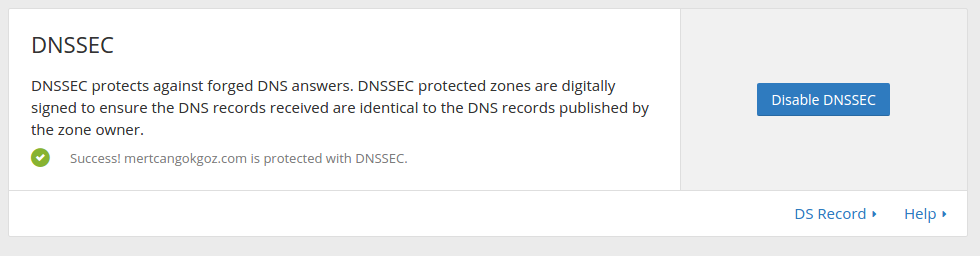 DNSSEC
DNSSEC protects against forged DNS answers. DNSSEC protected zones are digitally
signed to ensure the DNS records received are identical to the DNS records published by
the zone owner.
Success! mertcangokgoz.com is protected with DNSSEC.
Disable DNSSEC
DS Record
Help